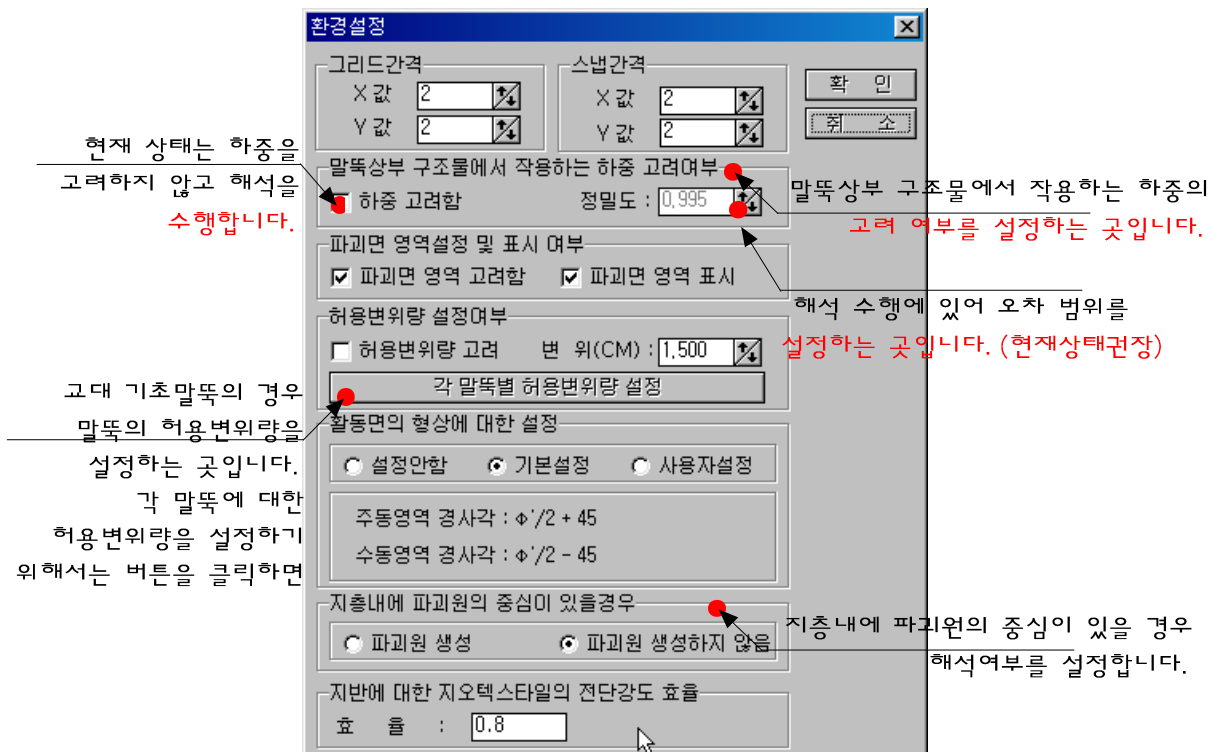 환경설정
그리드간격
X 값 2
Y 값 2
스냅간격
X 값 2
Y 값 2
확 인
취 소
말뚝상부 구조물에서 작용하는 하중 고려여부
하중 고려함 정밀도 : 0.995
파괴면 영역설정 및 표시 여부
파괴면 영역 고려함 파괴면 영역 표시
허용변위량 설정여부
허용변위량 고려 변 위(CM) : 1.500
각 말뚝별 허용변위량 설정
활동면의 형상에 대한 설정
설정안함 기본설정 사용자설정
주동영역 경사각 : Φ'/2 + 45
수동영역 경사각 : Φ'/2 - 45
지층내에 파괴원의 중심이 있을경우
파괴원 생성 파괴원 생성하지 않음
지반에 대한 지오텍스타일의 전단강도 효율
효 율 : 0.8
현재 상태는 하중을
고려하지 않고 해석을
수행합니다.
교대 기초말뚝의 경우
말뚝의 허용변위량을
설정하는 곳입니다.
각 말뚝에 대한
허용변위량을 설정하기
위해서는 버튼을 클릭하면
말뚝상부 구조물에서 작용하는 하중의
고려 여부를 설정하는 곳입니다.
해석 수행에 있어 오차 범위를
설정하는 곳입니다. (현재상태권장)
지층내에 파괴원의 중심이 있을 경우
해석여부를 설정합니다.